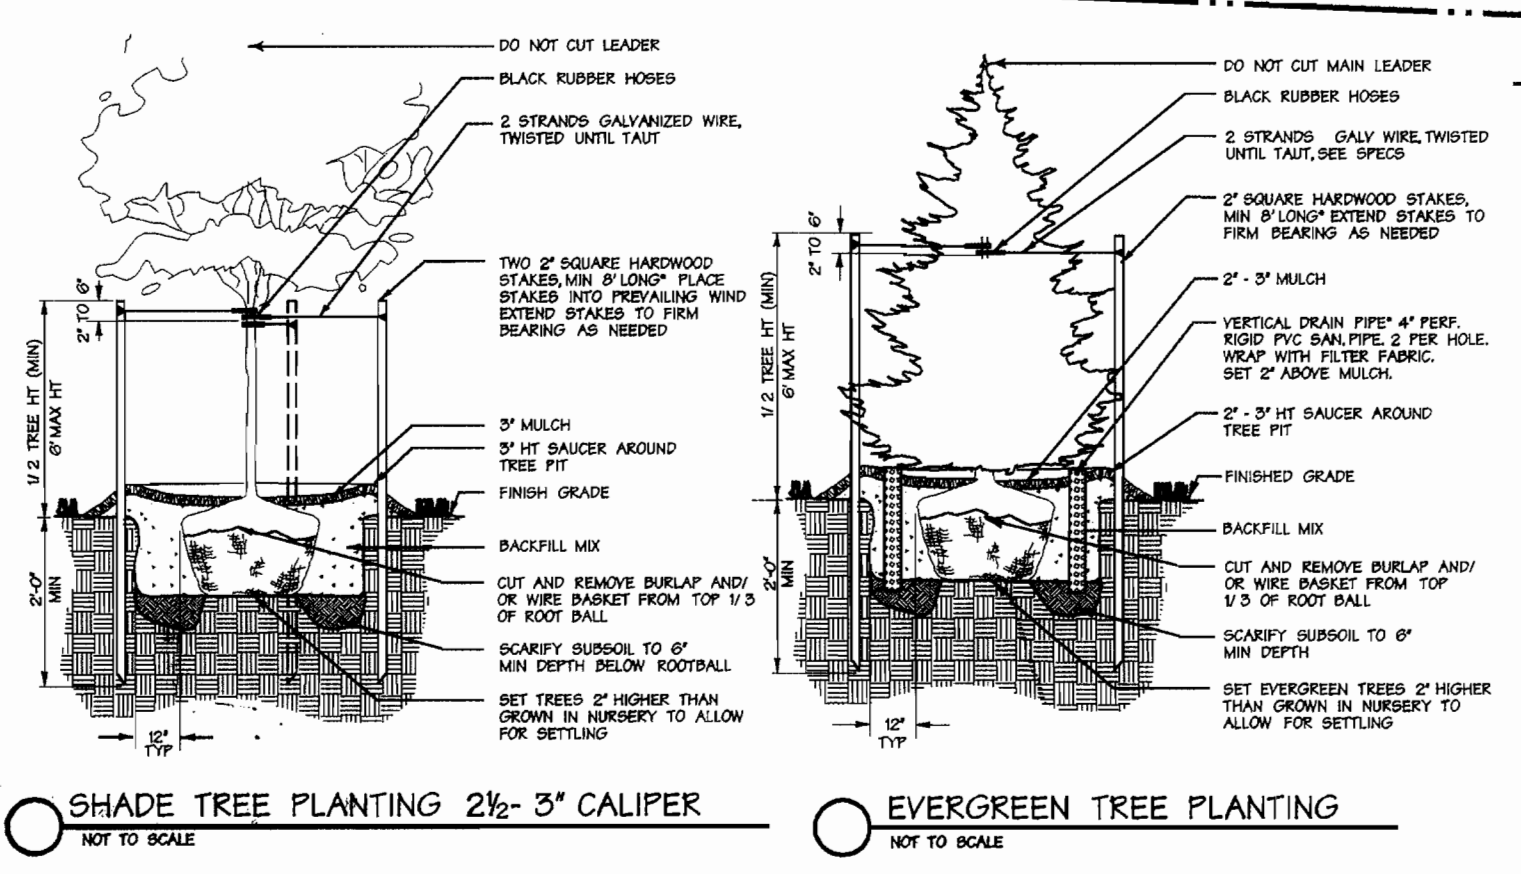 DO NOT CUT LEADER
BLACK RUBBER HOSES
2 STRANDS GALVANIZED WIRE,
TWISTED UNTIL TAUT
TWO 2" SQUARE HARDWOOD
STAKES, MIN 8' LONG* PLACE
STAKES INTO PREVAILING WIND
EXTEND STAKES TO FIRM
BEARING AS NEEDED
3" MULCH
3" HT SAUCER AROUND
TREE PIT
FINISH GRADE
BACKFILL MIX
CUT AND REMOVE BURLAP AND/
OR WIRE BASKET FROM TOP 1/3
OF ROOT BALL
SCARIFY SUBSOIL TO 6"
MIN DEPTH BELOW ROOTBALL
SET TREES 2" HIGHER THAN
GROWN IN NURSERY TO ALLOW
FOR SETTLING
2" TO 6"
1/2 TREE HT (MIN)
6' MAX HT
2'-0"
MIN
12"
TYP
SHADE TREE PLANTING 2½- 3" CALIPER
NOT TO SCALE
DO NOT CUT MAIN LEADER
BLACK RUBBER HOSES
2 STRANDS GALV WIRE, TWISTED
UNTIL TAUT, SEE SPECS
2" SQUARE HARDWOOD STAKES,
MIN 8' LONG* EXTEND STAKES TO
FIRM BEARING AS NEEDED
2" - 3" MULCH
VERTICAL DRAIN PIPE* 4" PERF.
RIGID PVC SAN. PIPE. 2 PER HOLE.
WRAP WITH FILTER FABRIC.
SET 2" ABOVE MULCH.
2" - 3" HT SAUCER AROUND
TREE PIT
FINISHED GRADE
BACKFILL MIX
CUT AND REMOVE BURLAP AND/
OR WIRE BASKET FROM TOP
1/3 OF ROOT BALL
SCARIFY SUBSOIL TO 6"
MIN DEPTH
SET EVERGREEN TREES 2" HIGHER
THAN GROWN IN NURSERY TO
ALLOW FOR SETTLING
2" TO 6"
1/2 TREE HT (MIN)
6' MAX HT
2'-0"
MIN
12"
TYP
EVERGREEN TREE PLANTING
NOT TO SCALE